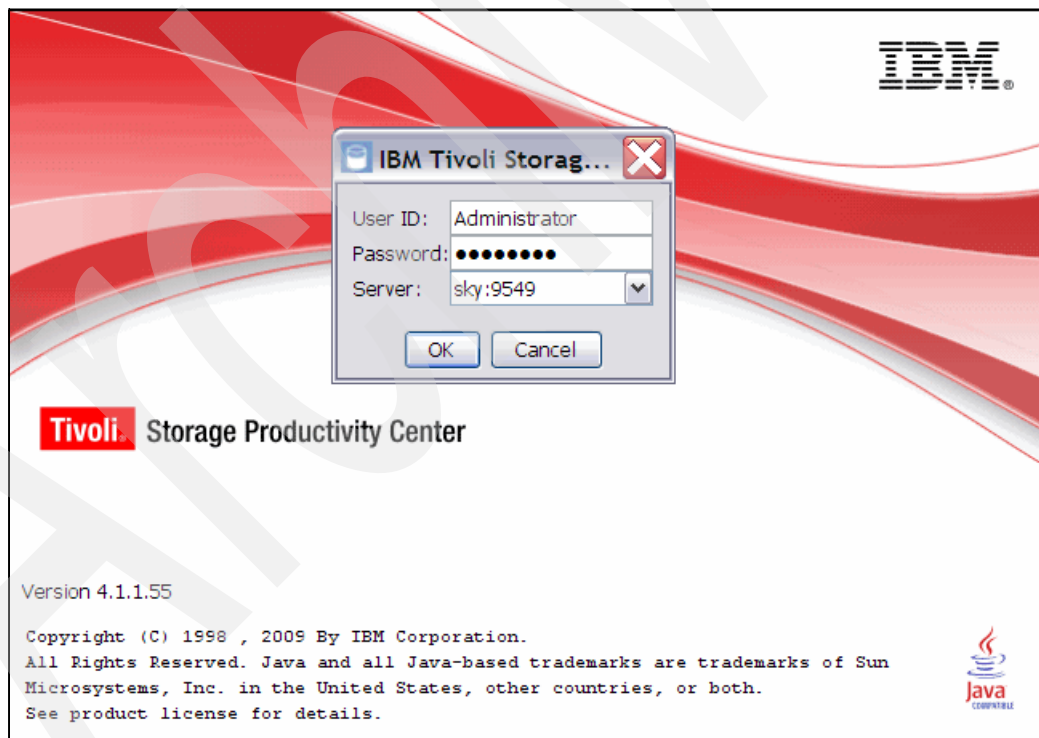 IBM®
IBM Tivoli Storag...
User ID: Administrator
Password: ●●●●●●●●
Server: sky:9549
OK Cancel
Tivoli® Storage Productivity Center
Version 4.1.1.55
Copyright (C) 1998 , 2009 By IBM Corporation.
All Rights Reserved. Java and all Java-based trademarks are trademarks of Sun
Microsystems, Inc. in the United States, other countries, or both.
See product license for details.
Java
COMPATIBLE